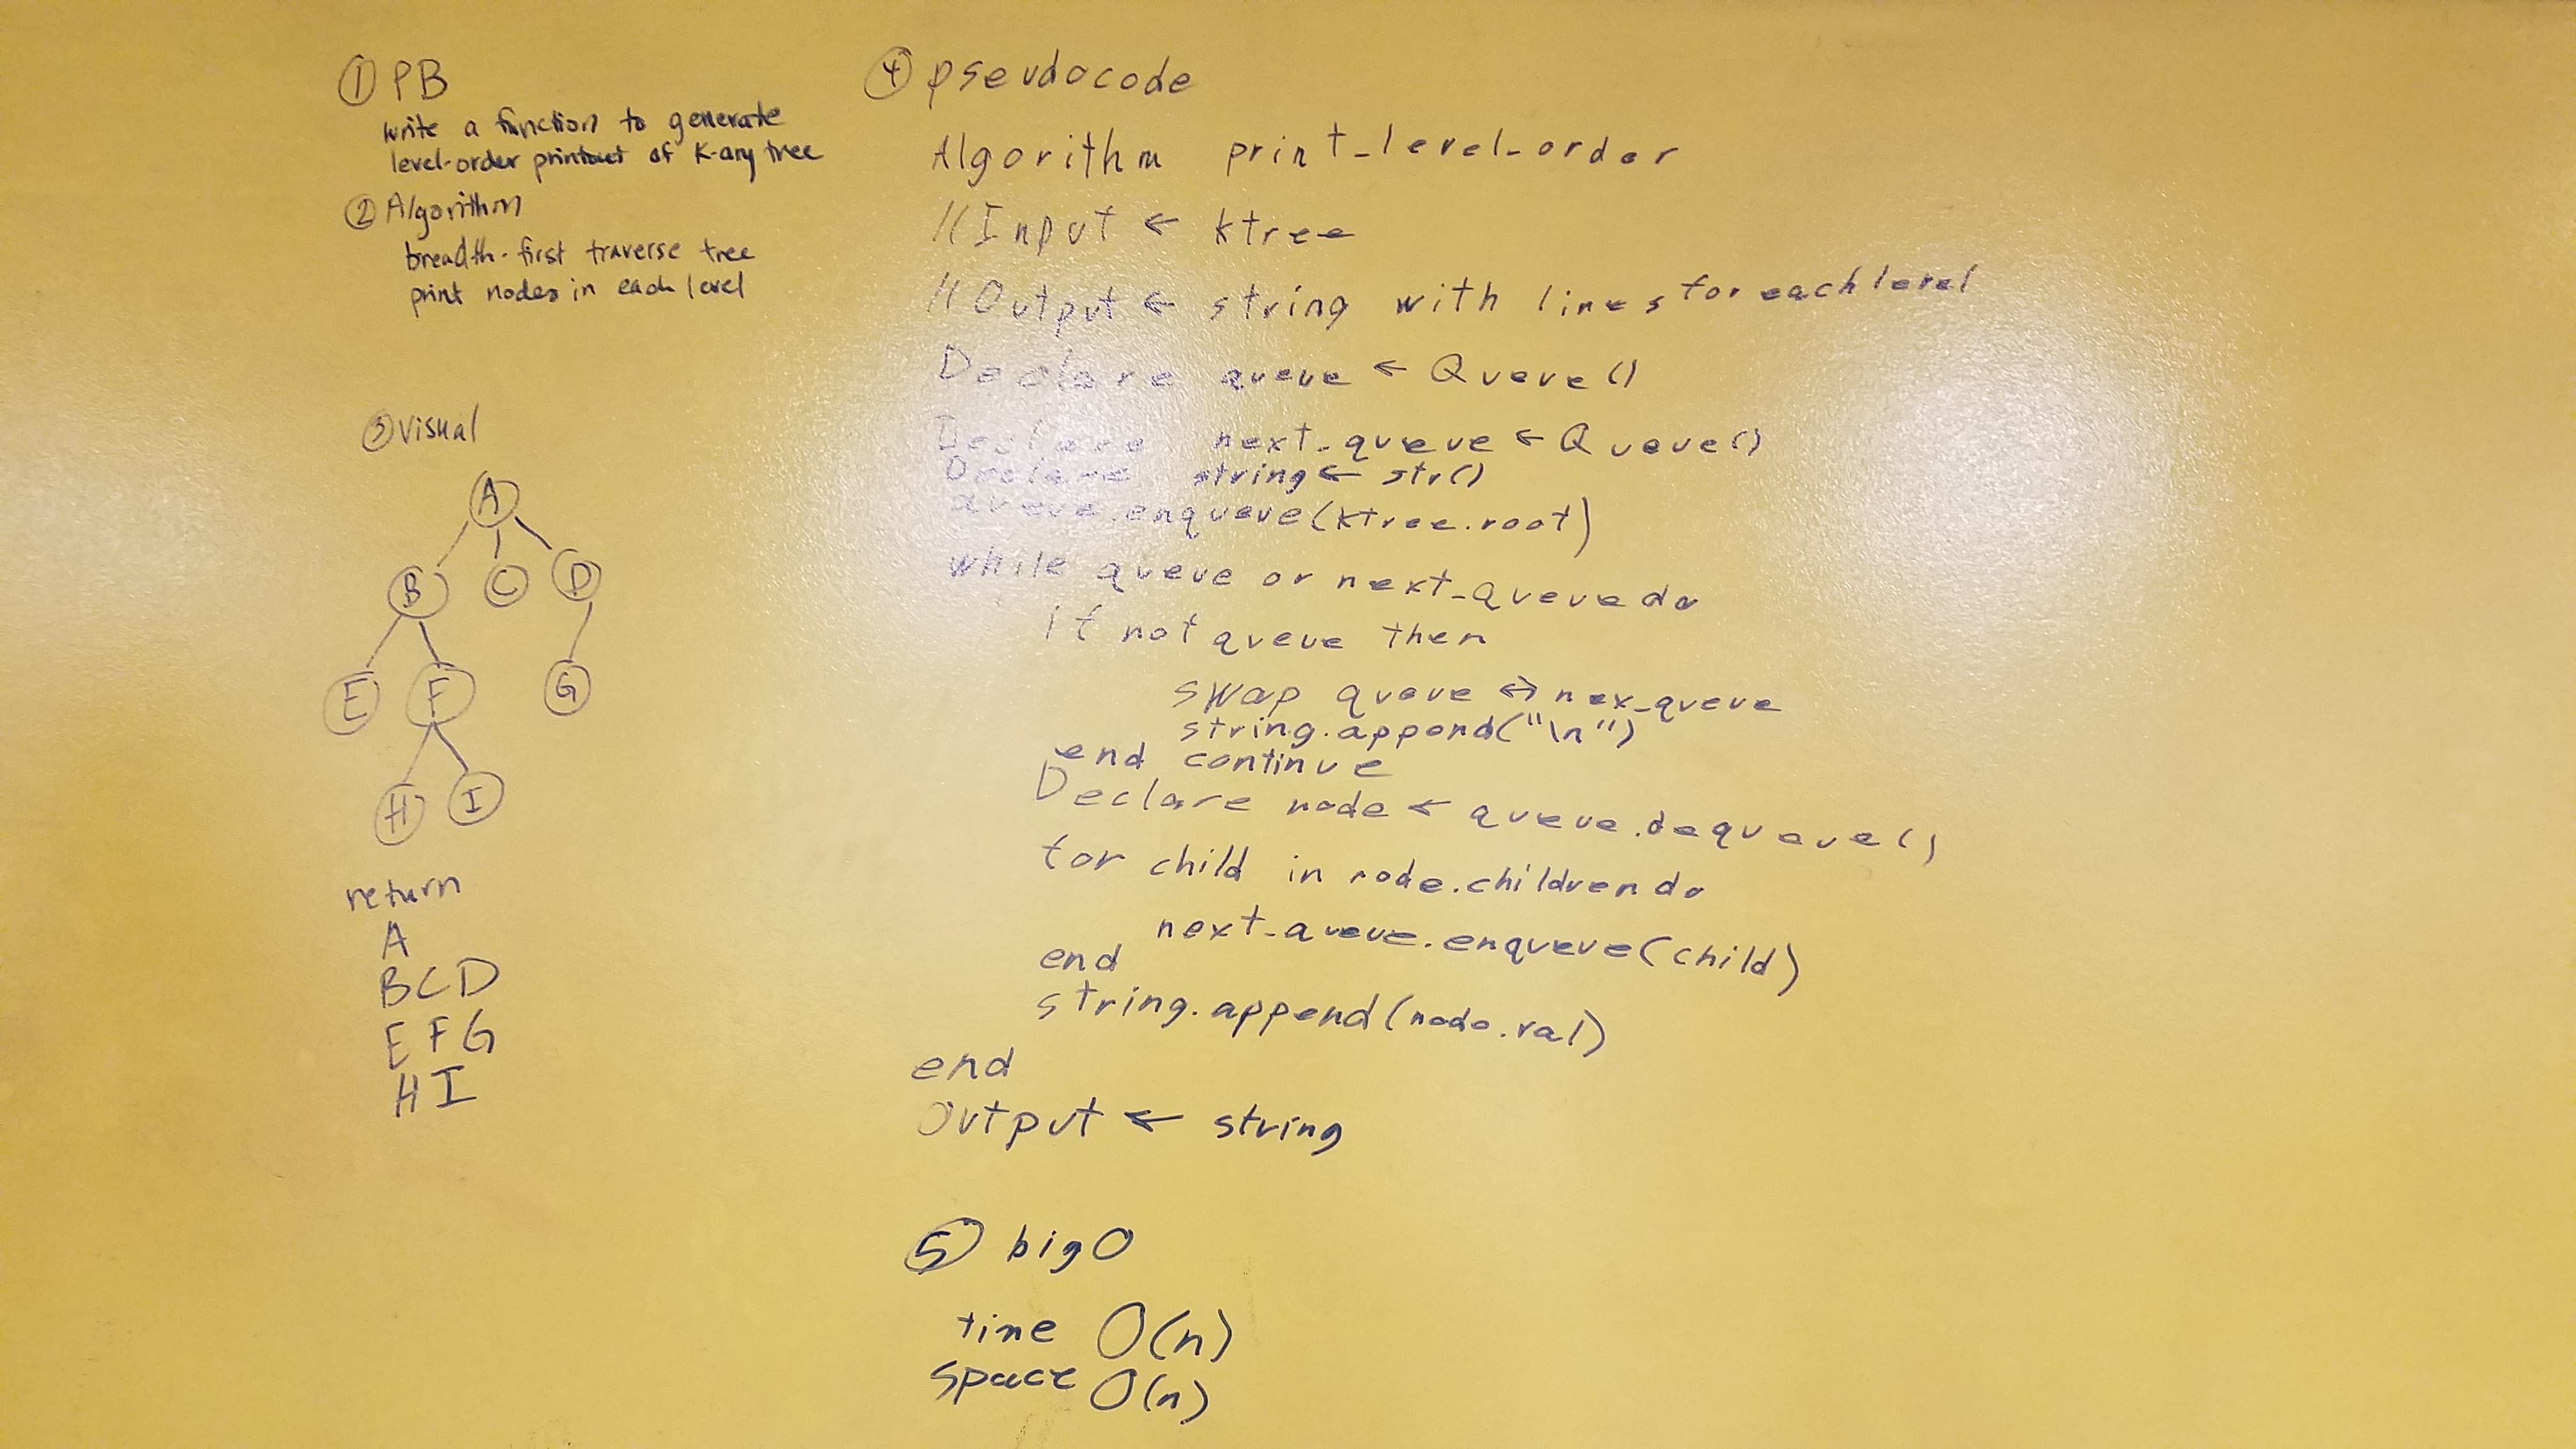 ① PB
write a function to generate
level-order printout of K-ary tree
② Algorithm
breadth-first traverse tree
print nodes in each level
③ Visual
A
B C D
E F G
H I
return
A
BCD
E F G
H I
④ pseudocode
Algorithm print_level_order
// Input ← ktree
// Output ← string with lines for each level
Declare queue ← Queue()
Declare next_queue ← Queue()
Declare string ← str()
queue.enqueue(ktree.root)
while queue or next_queue do
if not queue then
swap queue ↔ nex_queue
string.append("\n")
end continue
Declare node ← queue.dequeue()
for child in node.children do
next_queue.enqueue(child)
end
string.append(node.val)
end
Output ← string
⑤ big O
time O(n)
space O(n)